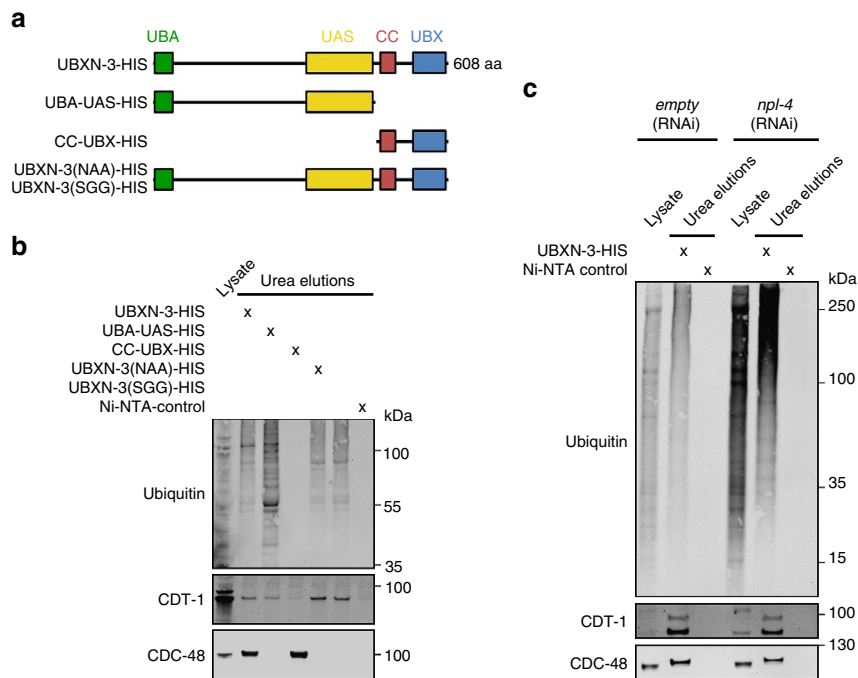 a
UBA UAS CC UBX
UBXN-3-HIS 608 aa
UBA-UAS-HIS
CC-UBX-HIS
UBXN-3(NAA)-HIS
UBXN-3(SGG)-HIS
b
Lysate Urea elutions
UBXN-3-HIS x
UBA-UAS-HIS x
CC-UBX-HIS x
UBXN-3(NAA)-HIS x
UBXN-3(SGG)-HIS
Ni-NTA-control x
kDa
Ubiquitin
100
55
35
CDT-1 100
CDC-48 100
c
empty
(RNAi)
npl-4
(RNAi)
Lysate Urea elutions Lysate Urea elutions
UBXN-3-HIS x x
Ni-NTA control x x
kDa
250
100
Ubiquitin
35
15
CDT-1 100
130
CDC-48